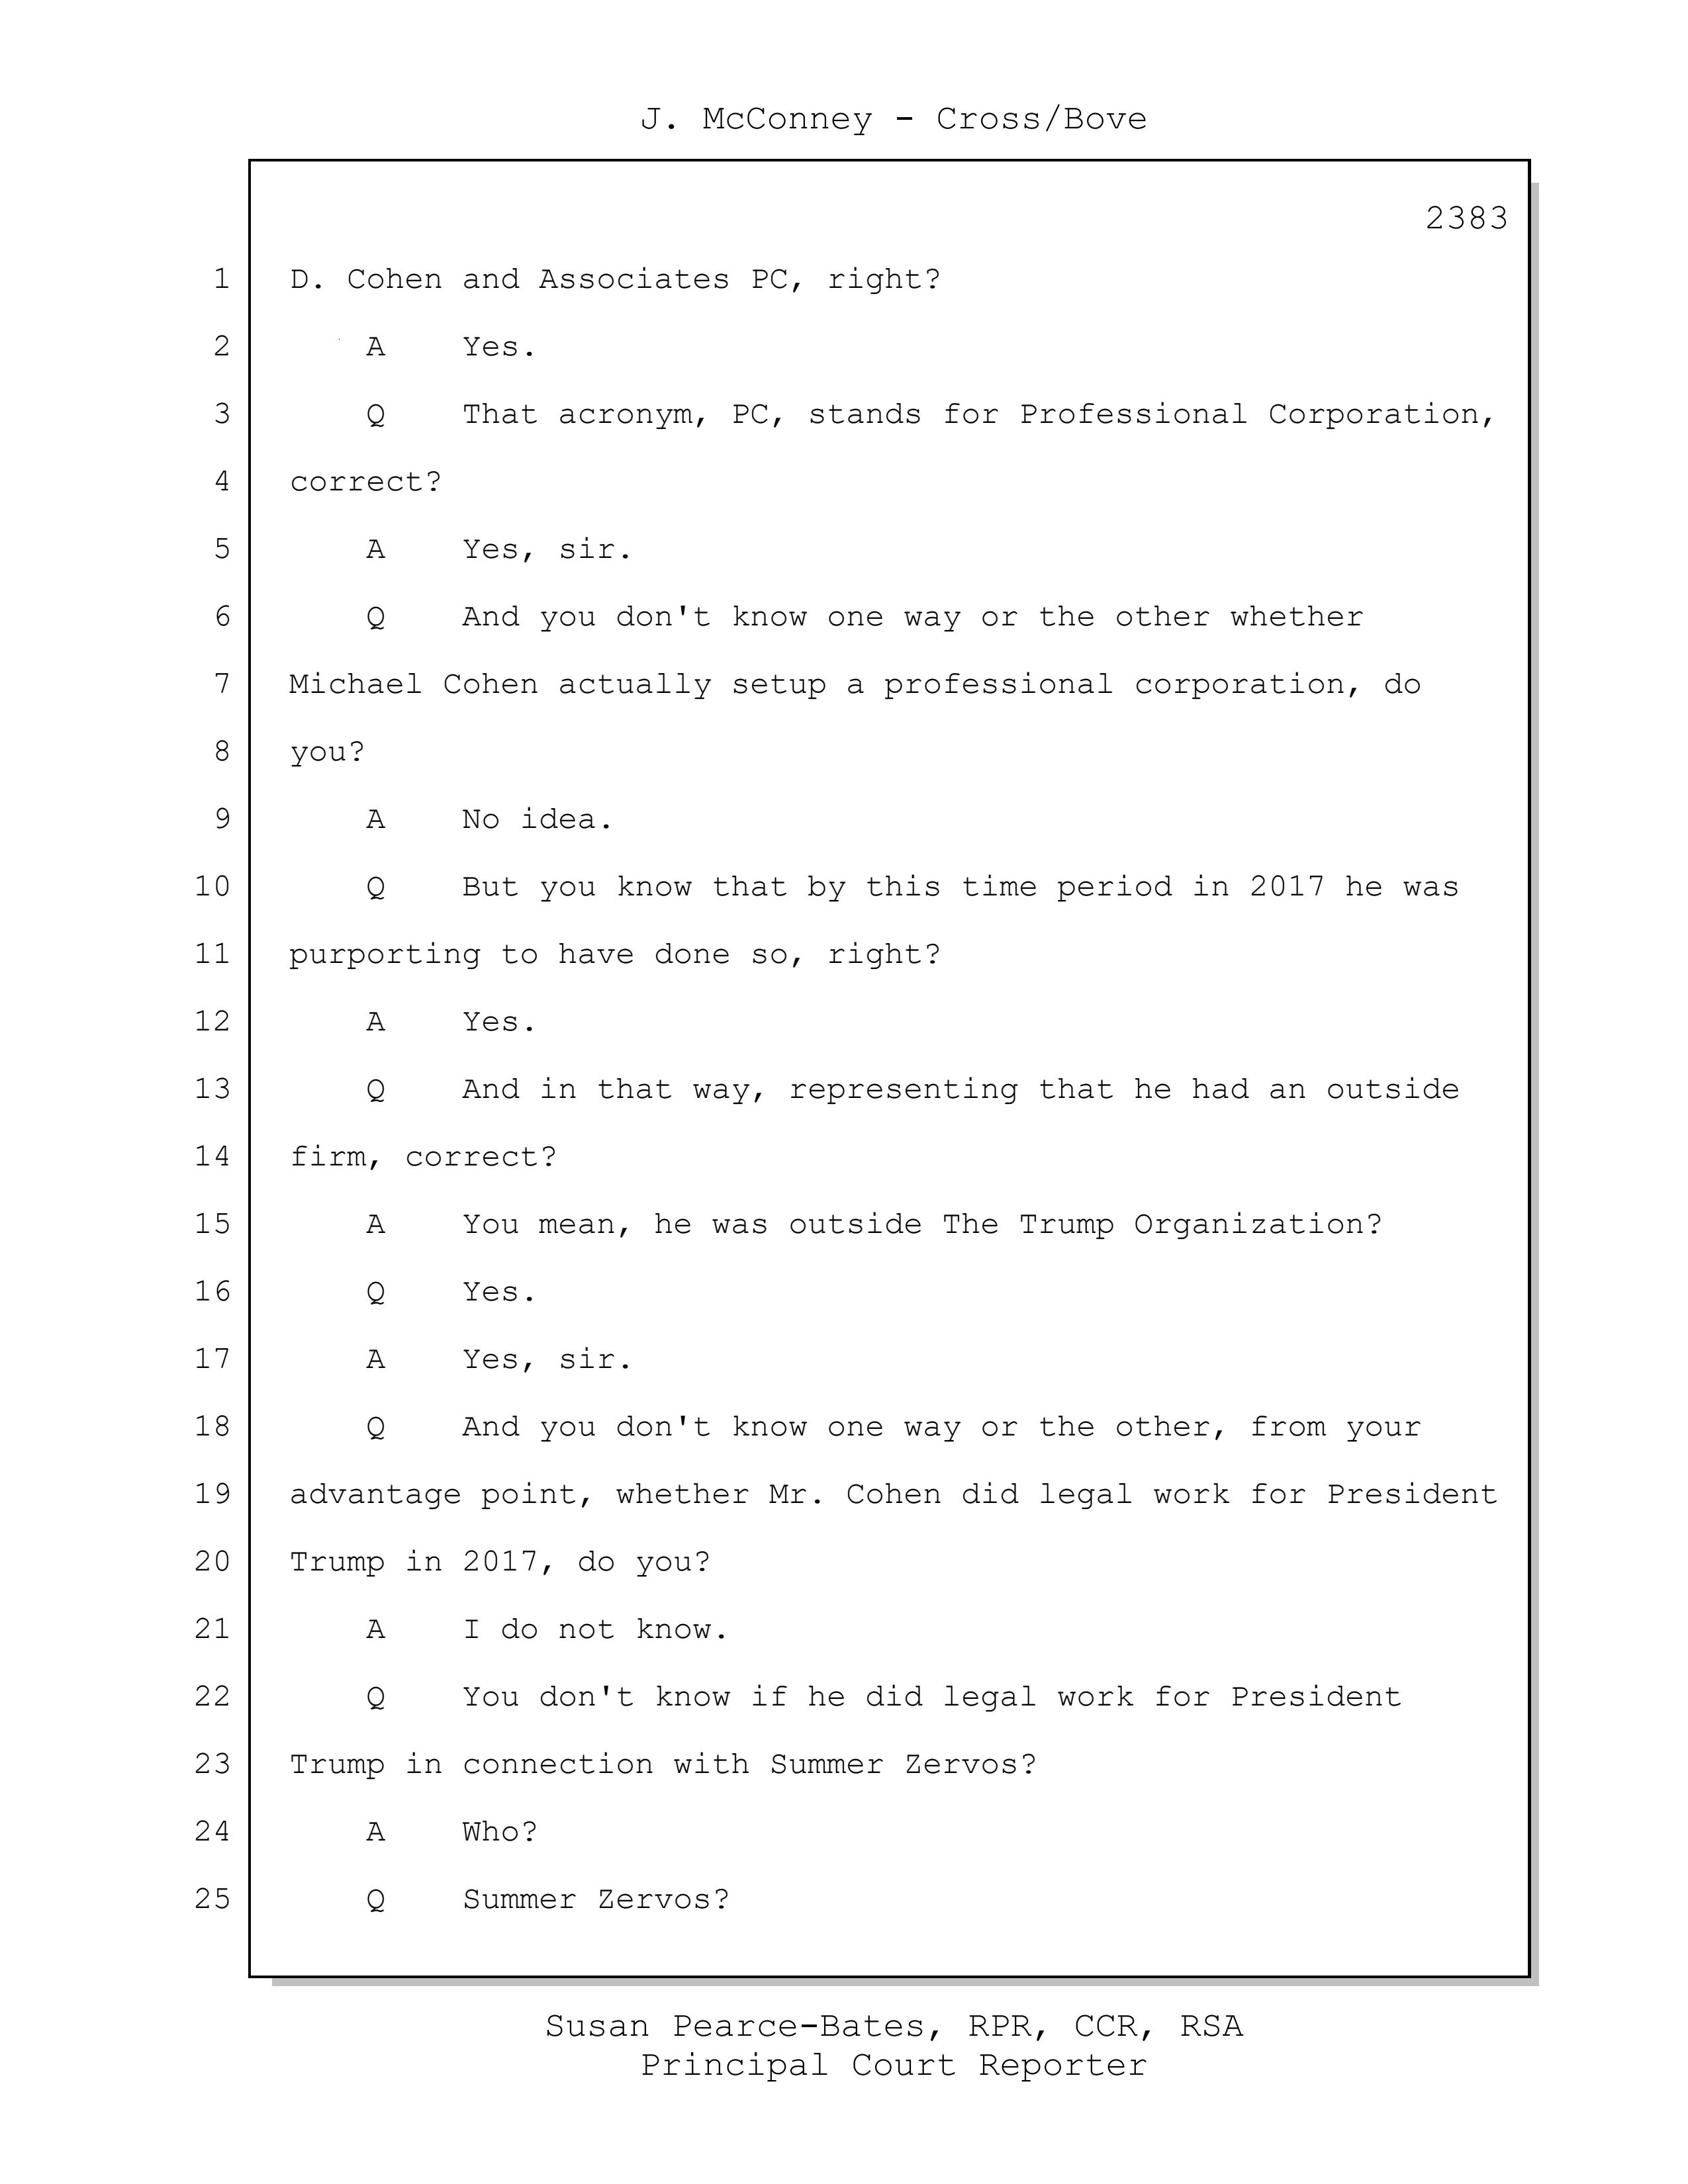 J. McConney - Cross/Bove
2383
1 D. Cohen and Associates PC, right?
2 A Yes.
3 Q That acronym, PC, stands for Professional Corporation,
4 correct?
5 A Yes, sir.
6 Q And you don't know one way or the other whether
7 Michael Cohen actually setup a professional corporation, do
8 you?
9 A No idea.
10 Q But you know that by this time period in 2017 he was
11 purporting to have done so, right?
12 A Yes.
13 Q And in that way, representing that he had an outside
14 firm, correct?
15 A You mean, he was outside The Trump Organization?
16 Q Yes.
17 A Yes, sir.
18 Q And you don't know one way or the other, from your
19 advantage point, whether Mr. Cohen did legal work for President
20 Trump in 2017, do you?
21 A I do not know.
22 Q You don't know if he did legal work for President
23 Trump in connection with Summer Zervos?
24 A Who?
25 Q Summer Zervos?
Susan Pearce-Bates, RPR, CCR, RSA
Principal Court Reporter